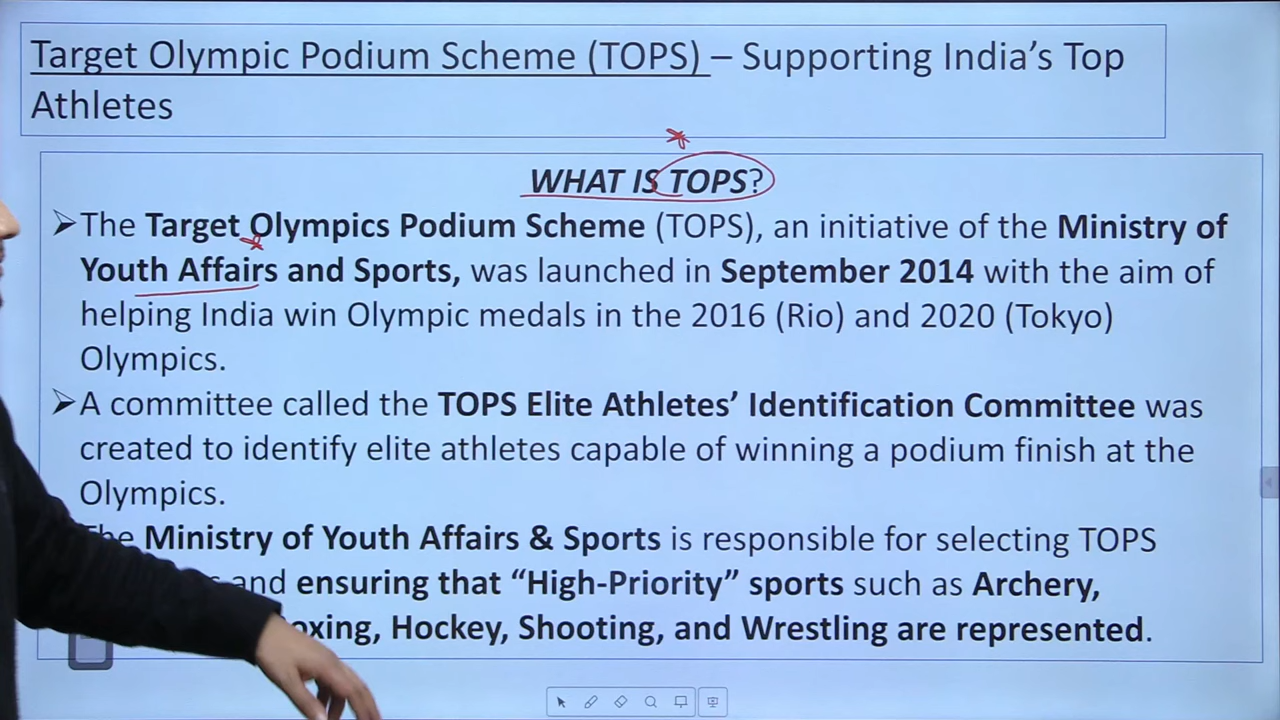 Target Olympic Podium Scheme (TOPS) – Supporting India's Top
Athletes
WHAT IS TOPS?
➤The Target Olympics Podium Scheme (TOPS), an initiative of the Ministry of
Youth Affairs and Sports, was launched in September 2014 with the aim of
helping India win Olympic medals in the 2016 (Rio) and 2020 (Tokyo)
Olympics.
➤A committee called the TOPS Elite Athletes' Identification Committee was
created to identify elite athletes capable of winning a podium finish at the
Olympics.
The Ministry of Youth Affairs & Sports is responsible for selecting TOPS
and ensuring that “High-Priority” sports such as Archery,
Hockey, Shooting, and Wrestling are represented.